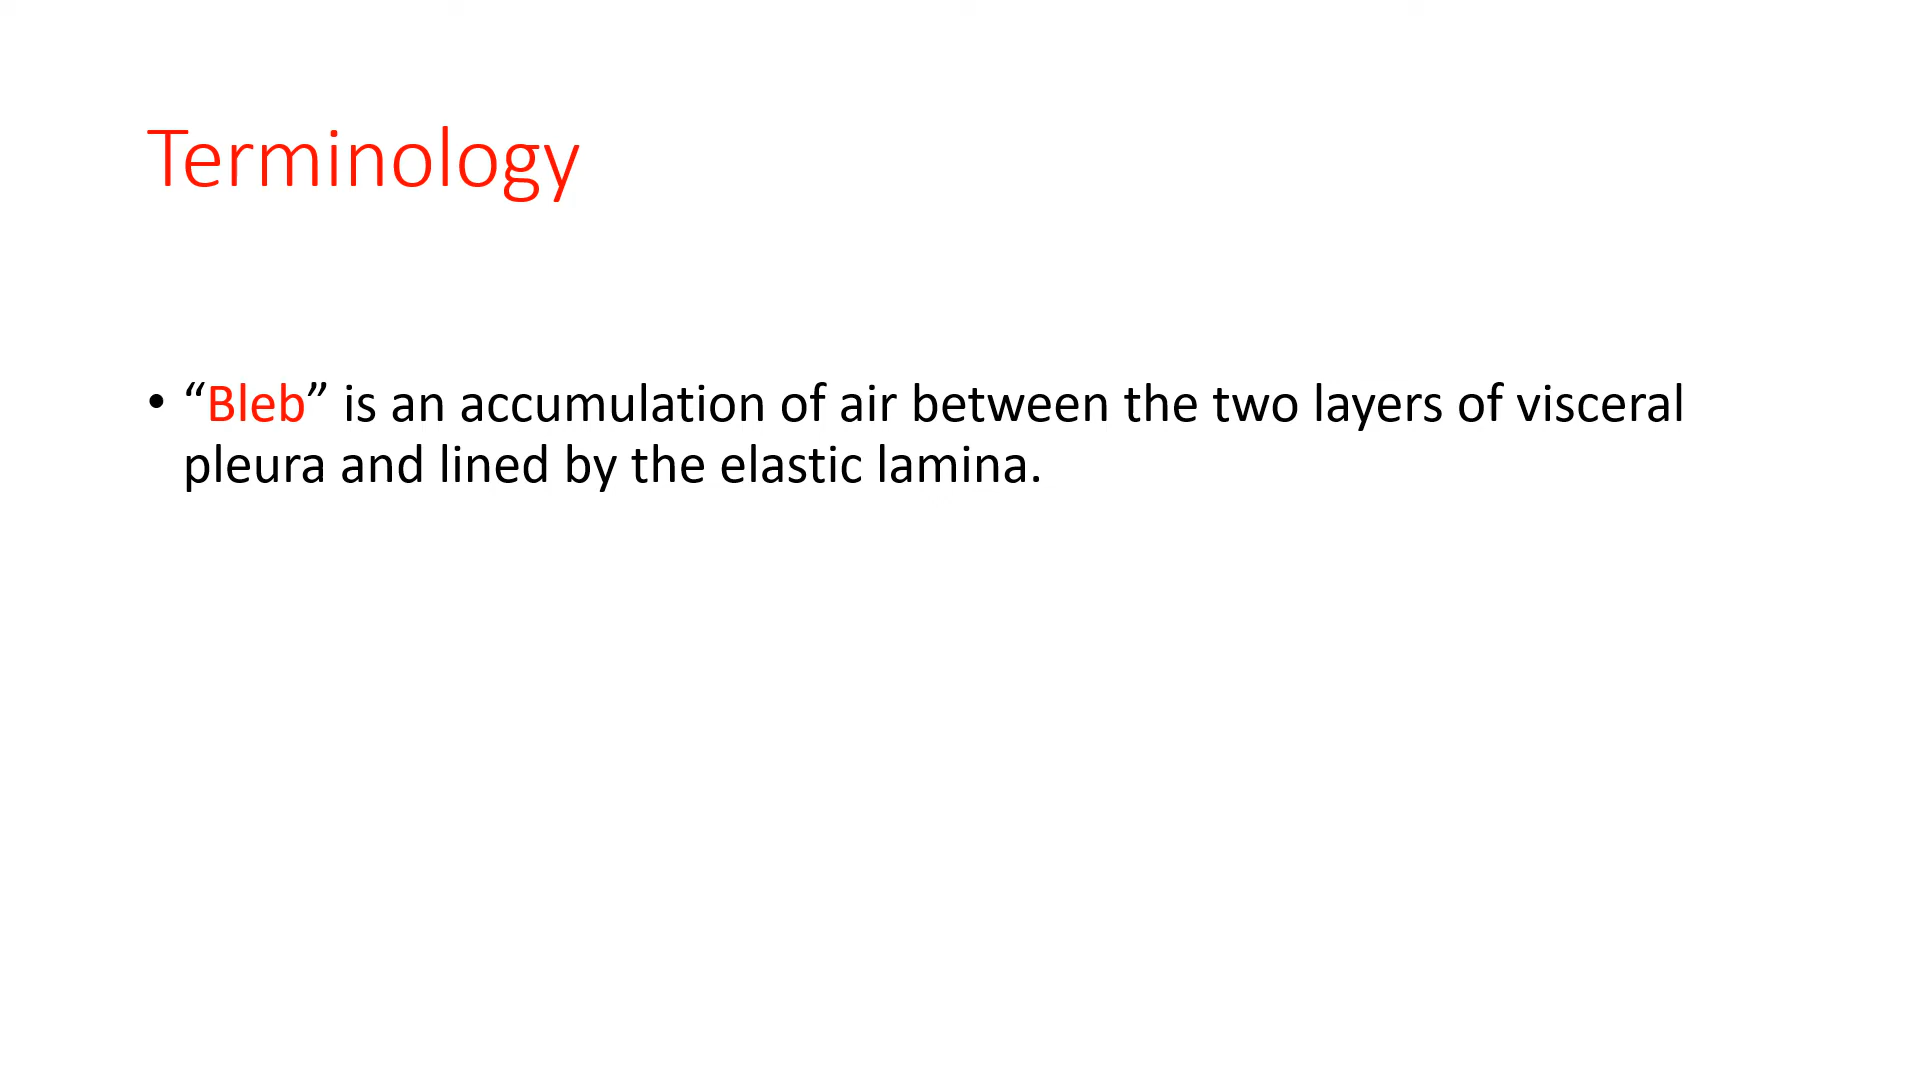 Terminology
• “Bleb” is an accumulation of air between the two layers of visceral
pleura and lined by the elastic lamina.